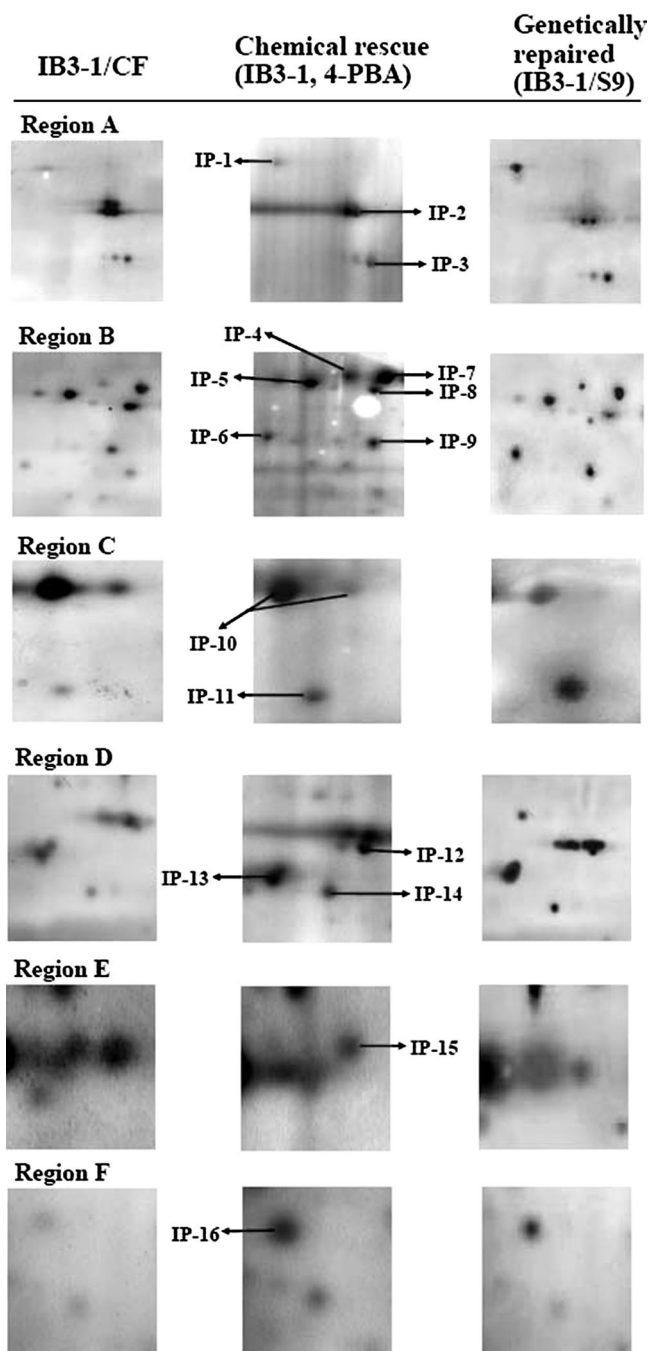 IB3-1/CF
Chemical rescue
(IB3-1, 4-PBA)
Genetically
repaired
(IB3-1/S9)
Region A
IP-1
IP-2
IP-3
Region B
IP-4
IP-5
IP-7
IP-8
IP-6
IP-9
Region C
IP-10
IP-11
Region D
IP-12
IP-13
IP-14
Region E
IP-15
Region F
IP-16